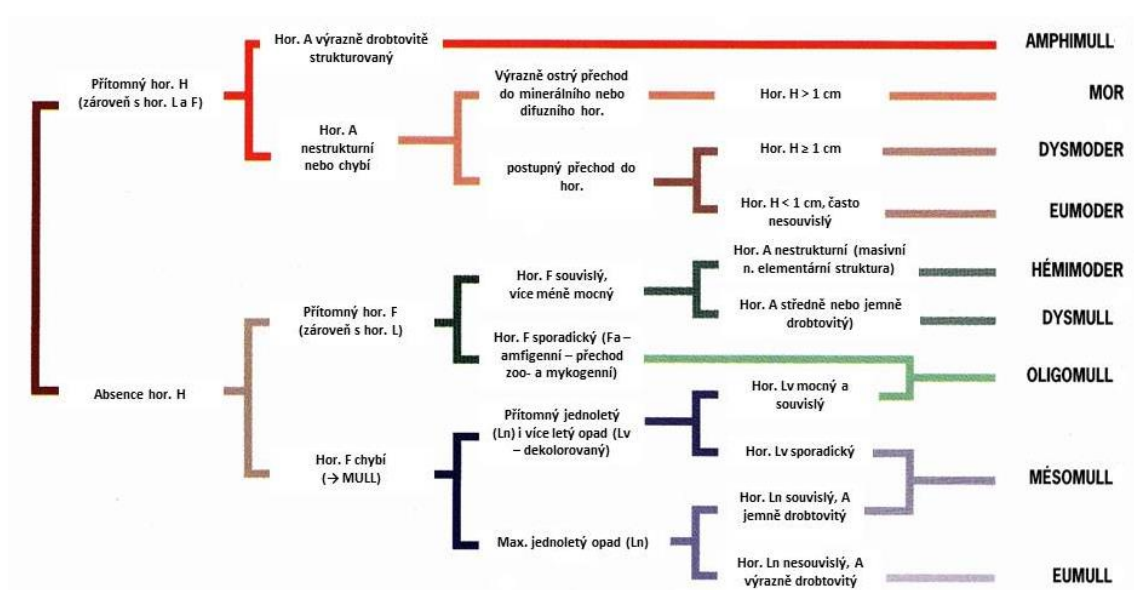 Hor. A výrazně drobtovitě
strukturovaný
AMPHIMULL
Přítomný hor. H
(zároveň s hor. L a F)
Výrazně ostrý přechod
do minerálního nebo
difuzního hor.
Hor. H > 1 cm
MOR
Hor. A
nestrukturní
nebo chybí
postupný přechod do
hor.
Hor. H ≥ 1 cm
DYSMODER
Hor. H < 1 cm, často
nesouvislý
EUMODER
Hor. F souvislý,
více méně mocný
Hor. A nestrukturní (masivní
n. elementární struktura)
HÉMIMODER
Přítomný hor. F
(zároveň s hor. L)
Hor. A středně nebo jemně
drobtovitý)
DYSMULL
Hor. F sporadický (Fa –
amfigenní – přechod
zoo- a mykogenní)
OLIGOMULL
Absence hor. H
Hor. Lv mocný a
souvislý
Přítomný jednoletý
(Ln) i více letý opad (Lv
– dekolorovaný)
Hor. Lv sporadický
Hor. F chybí
(→ MULL)
MÉSOMULL
Hor. Ln souvislý, A
jemně drobtovitý
Max. jednoletý opad (Ln)
Hor. Ln nesouvislý, A
výrazně drobtovitý
EUMULL